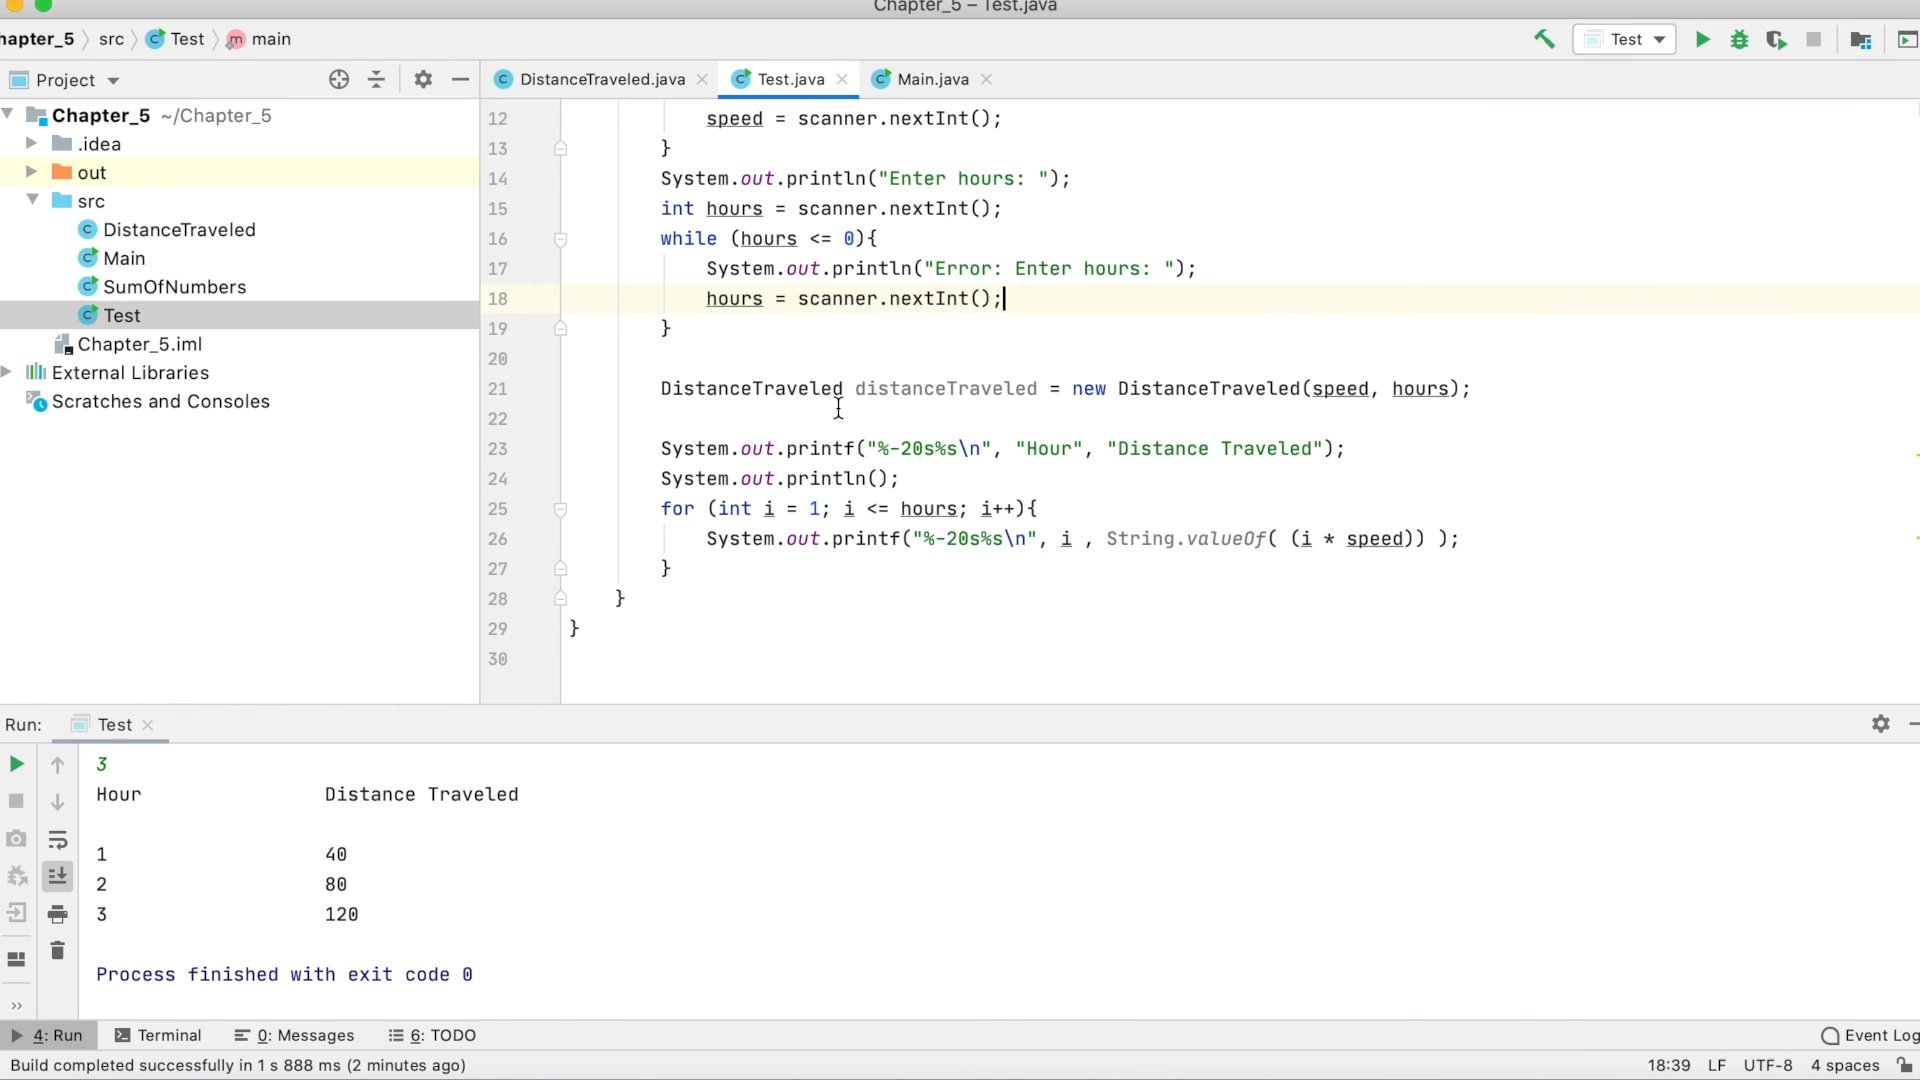 Chapter_5 – Test.java
hapter_5 src Test main
Test
Project
DistanceTraveled.java Test.java Main.java
Chapter_5 ~/Chapter_5
.idea
out
src
DistanceTraveled
Main
SumOfNumbers
Test
Chapter_5.iml
External Libraries
Scratches and Consoles
12 speed = scanner.nextInt();
13 }
14 System.out.println("Enter hours: ");
15 int hours = scanner.nextInt();
16 while (hours <= 0){
17 System.out.println("Error: Enter hours: ");
18 hours = scanner.nextInt();
19 }
20
21 DistanceTraveled distanceTraveled = new DistanceTraveled(speed, hours);
22
23 System.out.printf("%-20s%s\n", "Hour", "Distance Traveled");
24 System.out.println();
25 for (int i = 1; i <= hours; i++){
26 System.out.printf("%-20s%s\n", i , String.valueOf( (i * speed)) );
27 }
28 }
29 }
30
Run: Test
3
Hour Distance Traveled
1 40
2 80
3 120
Process finished with exit code 0
4: Run Terminal 0: Messages 6: TODO Event Log
Build completed successfully in 1 s 888 ms (2 minutes ago) 18:39 LF UTF-8 4 spaces